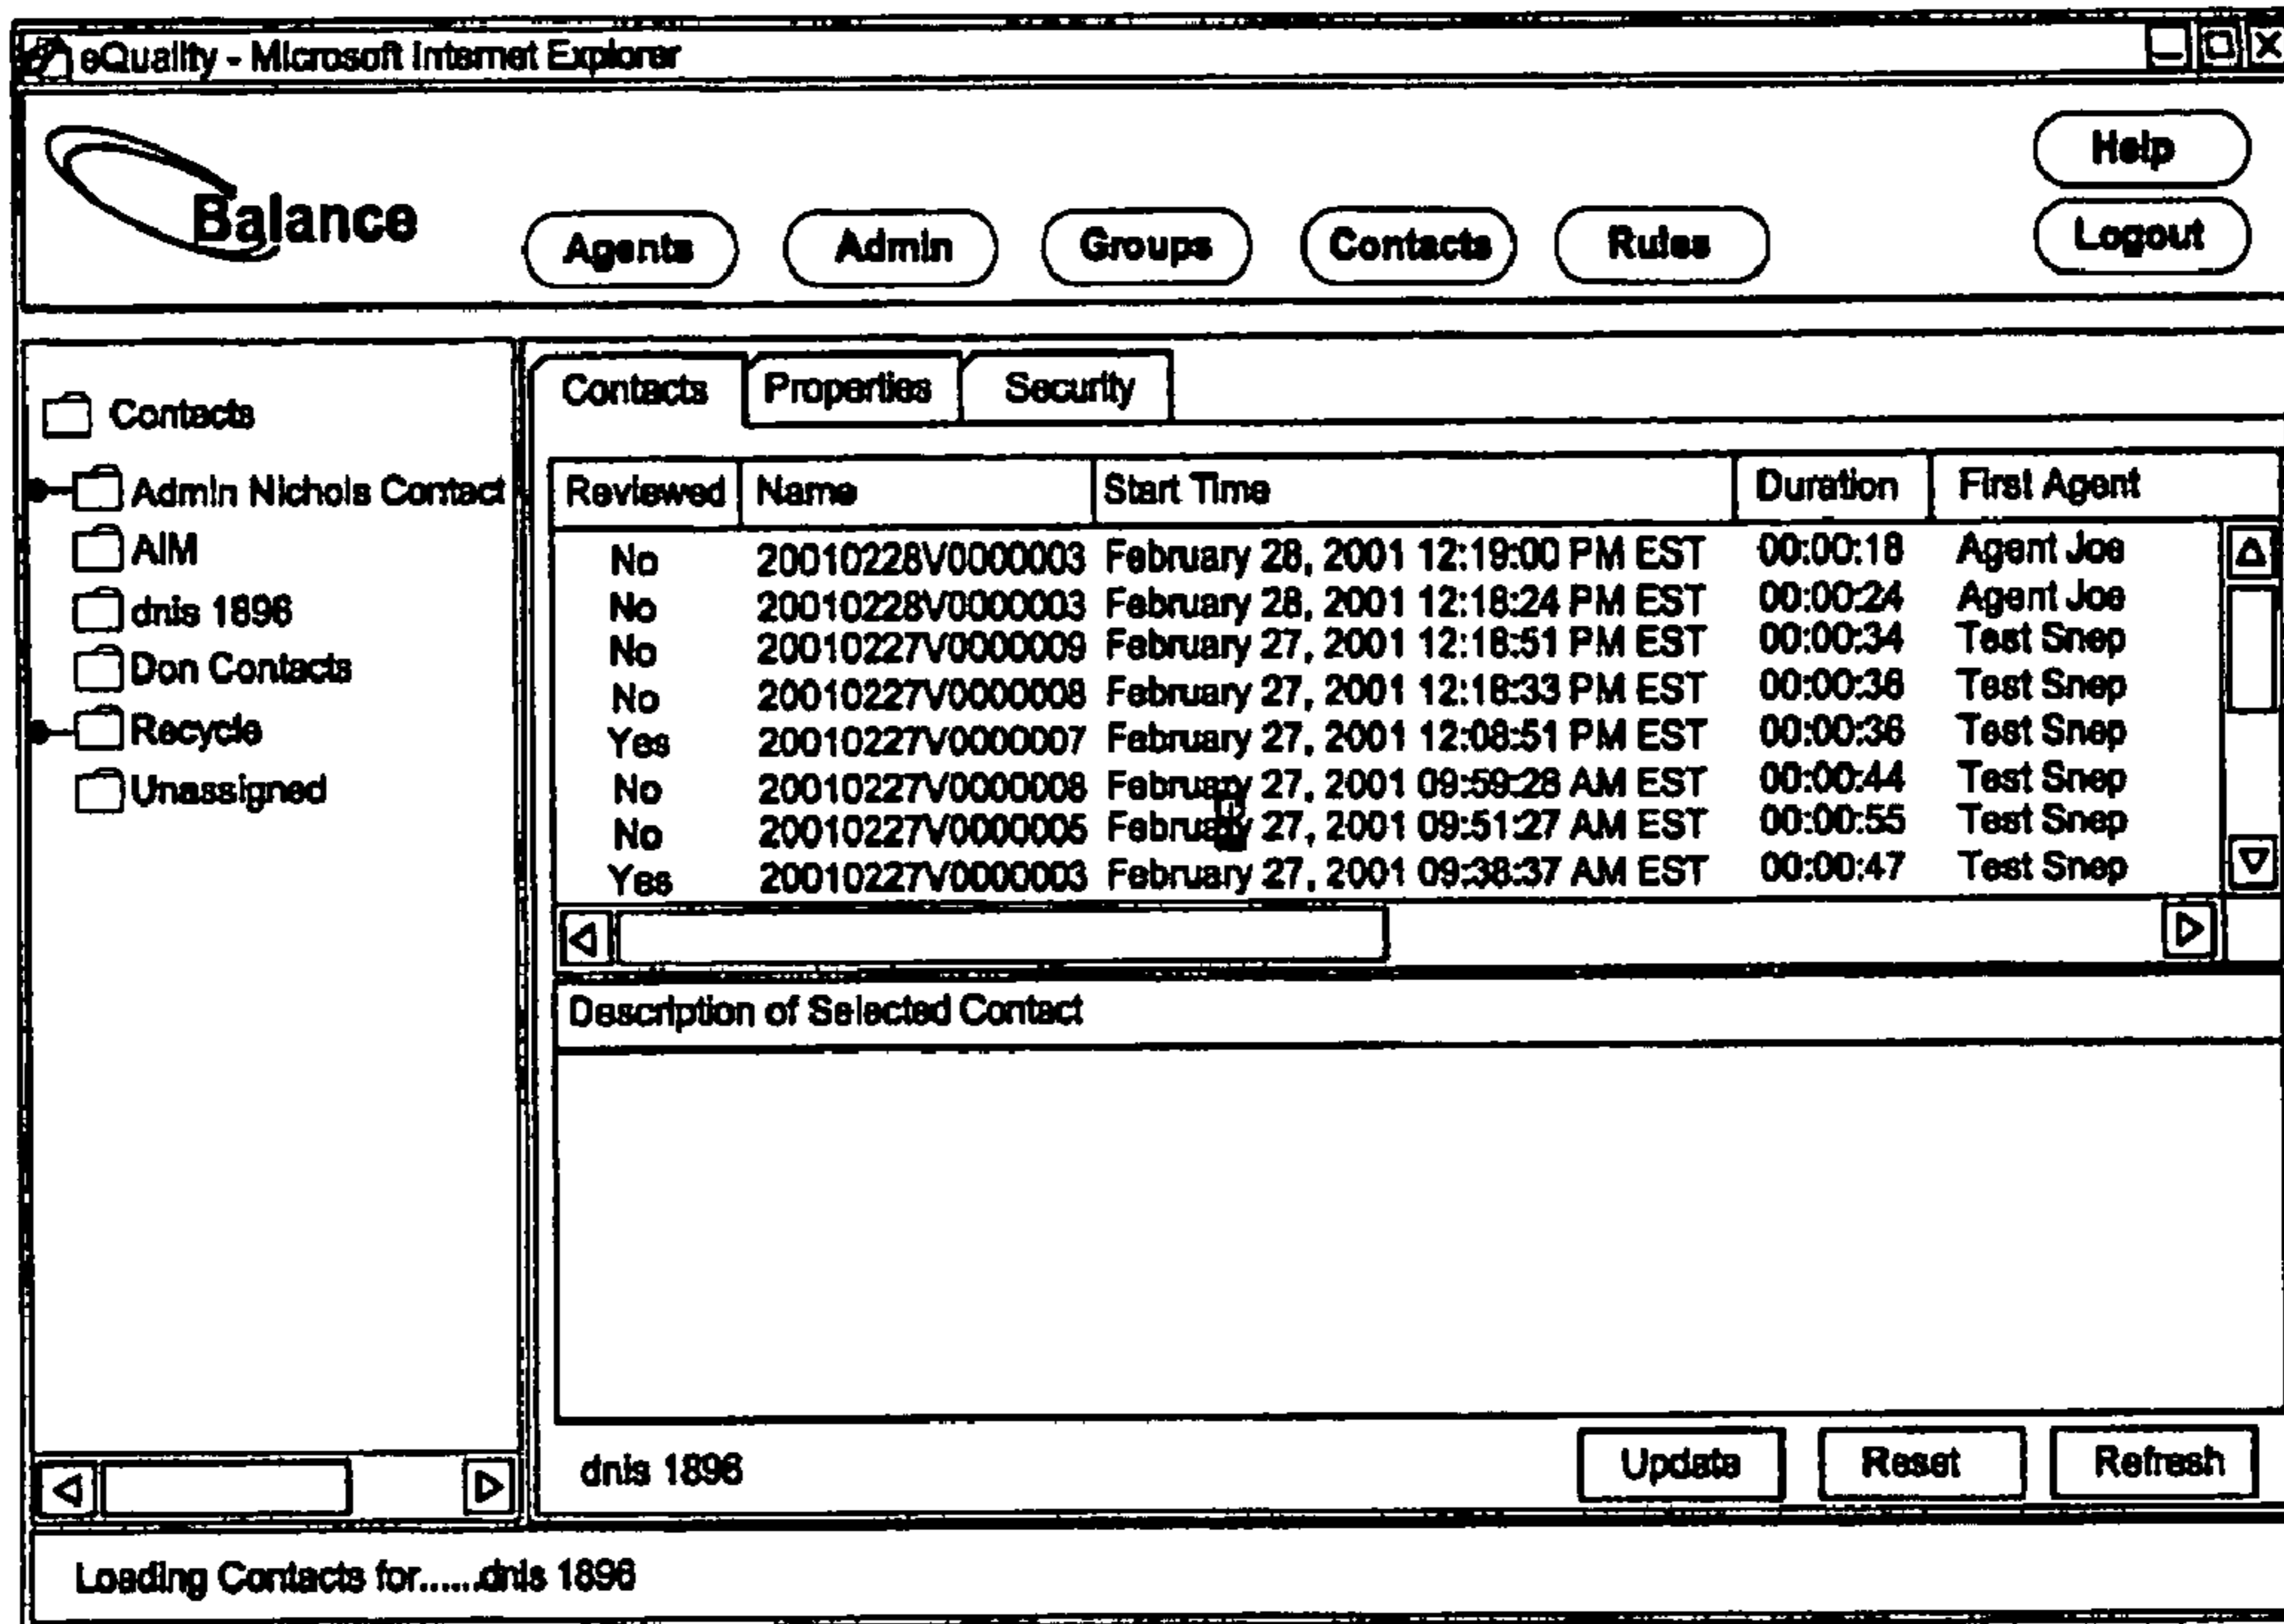 eQuality - Microsoft Internet Explorer
Balance
Agents Admin Groups Contacts Rules
Help
Logout
Contacts
Admin Nichols Contact
AIM
dnis 1896
Don Contacts
Recycle
Unassigned
Contacts Properties Security
Reviewed Name Start Time Duration First Agent
No 20010228V0000003 February 28, 2001 12:19:00 PM EST 00:00:18 Agent Joe
No 20010228V0000003 February 28, 2001 12:18:24 PM EST 00:00:24 Agent Joe
No 20010227V0000009 February 27, 2001 12:18:51 PM EST 00:00:34 Test Snep
No 20010227V0000008 February 27, 2001 12:18:33 PM EST 00:00:36 Test Snep
Yes 20010227V0000007 February 27, 2001 12:08:51 PM EST 00:00:36 Test Snep
No 20010227V0000008 February 27, 2001 09:59:28 AM EST 00:00:44 Test Snep
No 20010227V0000005 February 27, 2001 09:51:27 AM EST 00:00:55 Test Snep
Yes 20010227V0000003 February 27, 2001 09:38:37 AM EST 00:00:47 Test Snep
Description of Selected Contact
dnis 1896
Update Reset Refresh
Loading Contacts for......dnis 1896